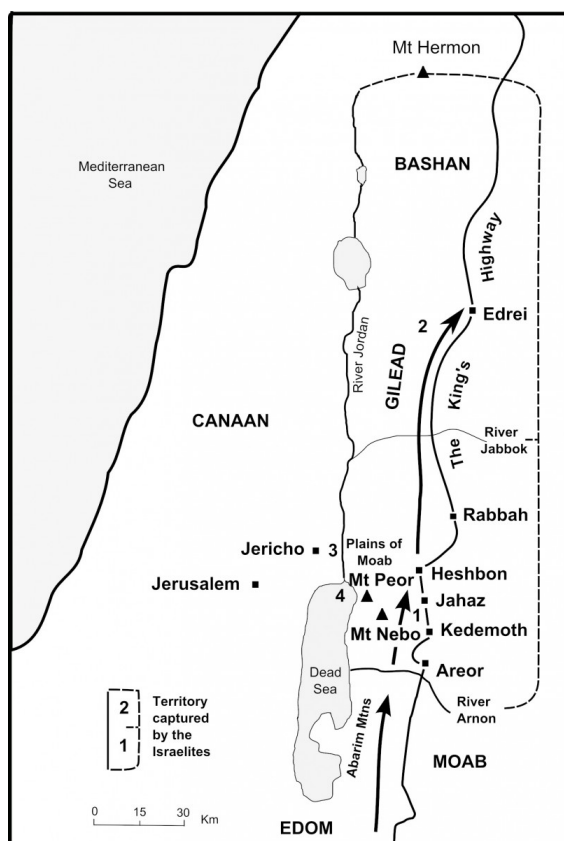 Mt Hermon
Mediterranean
Sea
BASHAN
The King's Highway
Edrei
2
River Jordan
GILEAD
CANAAN
River
Jabbok
Rabbah
Jericho
3
Plains of
Moab
Mt Peor
Heshbon
Jerusalem
4
Jahaz
1
Mt Nebo
Kedemoth
Areor
Dead
Sea
River
Arnon
Abarim Mtns
MOAB
EDOM
2
1
Territory
captured
by the
Israelites
0 15 30
Km